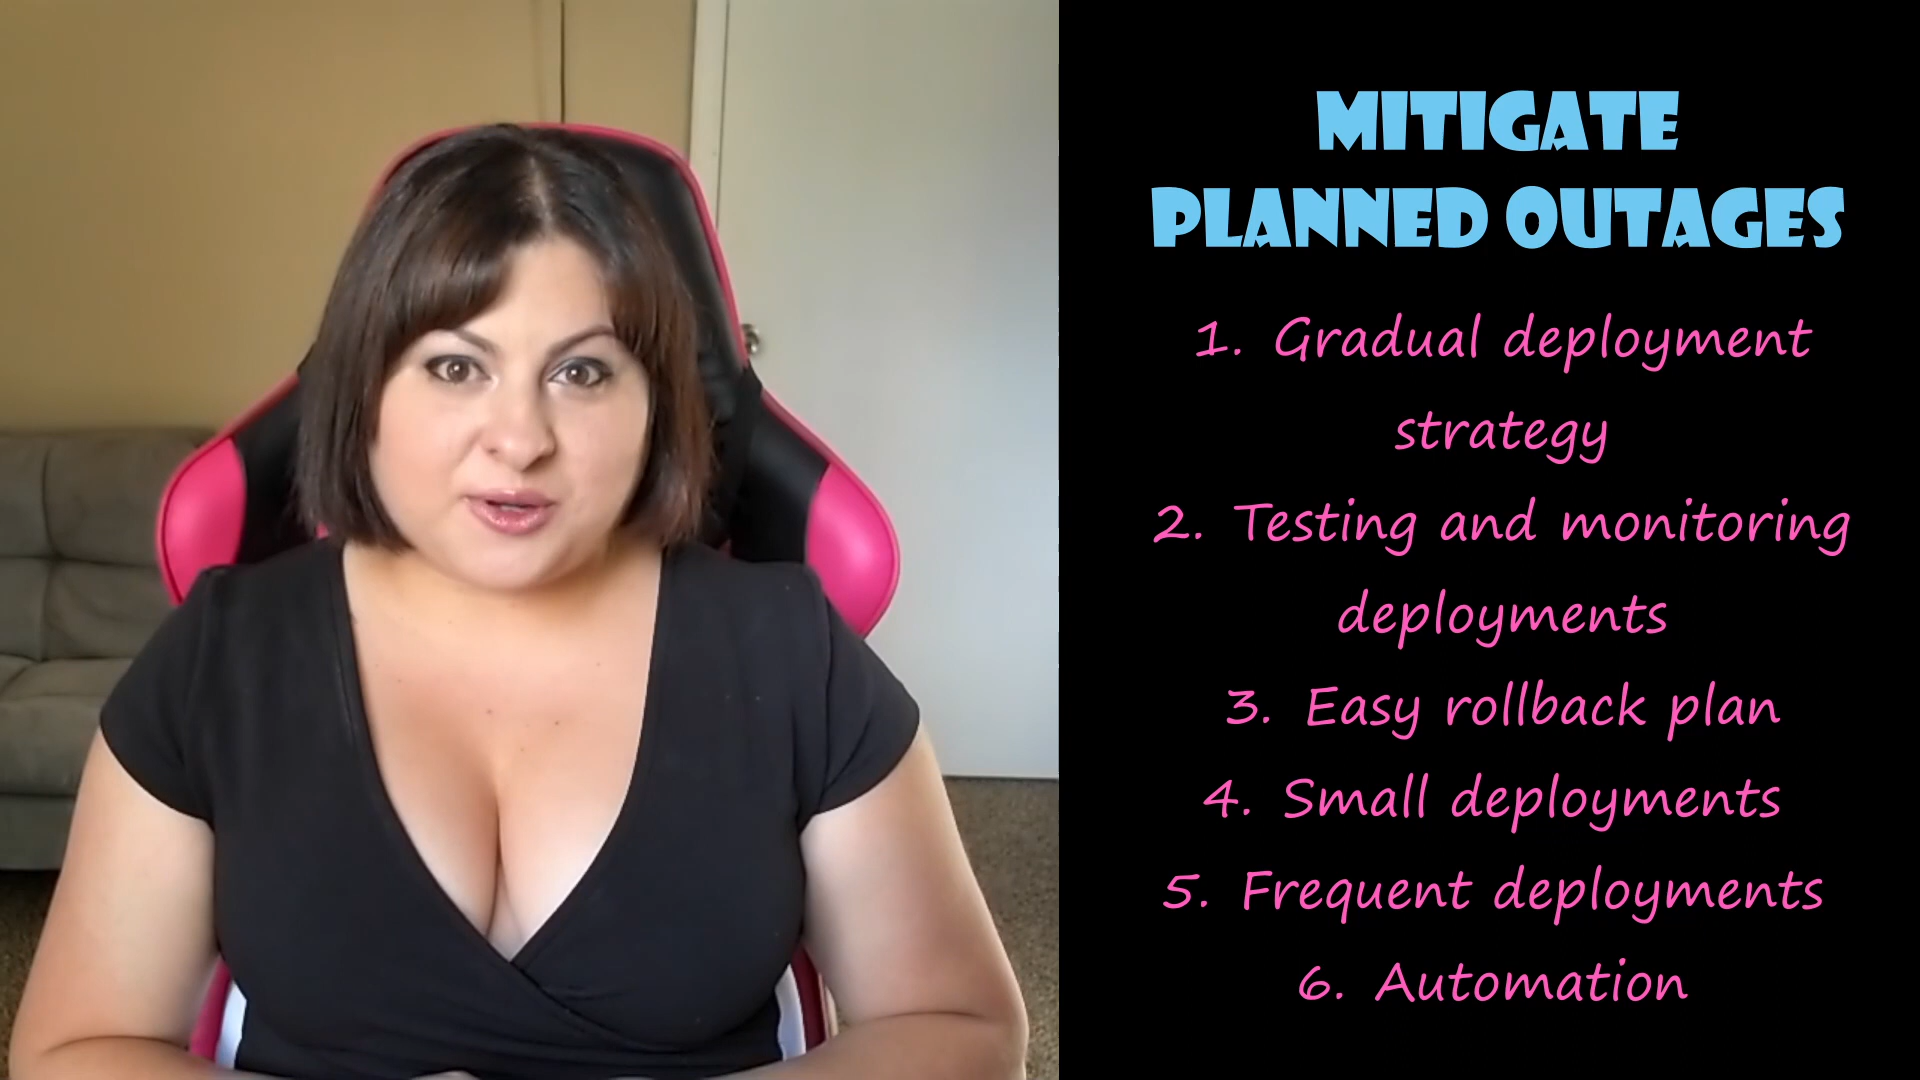 MITIGATE
PLANNED OUTAGES
1. Gradual deployment
strategy
2. Testing and monitoring
deployments
3. Easy rollback plan
4. Small deployments
5. Frequent deployments
6. Automation